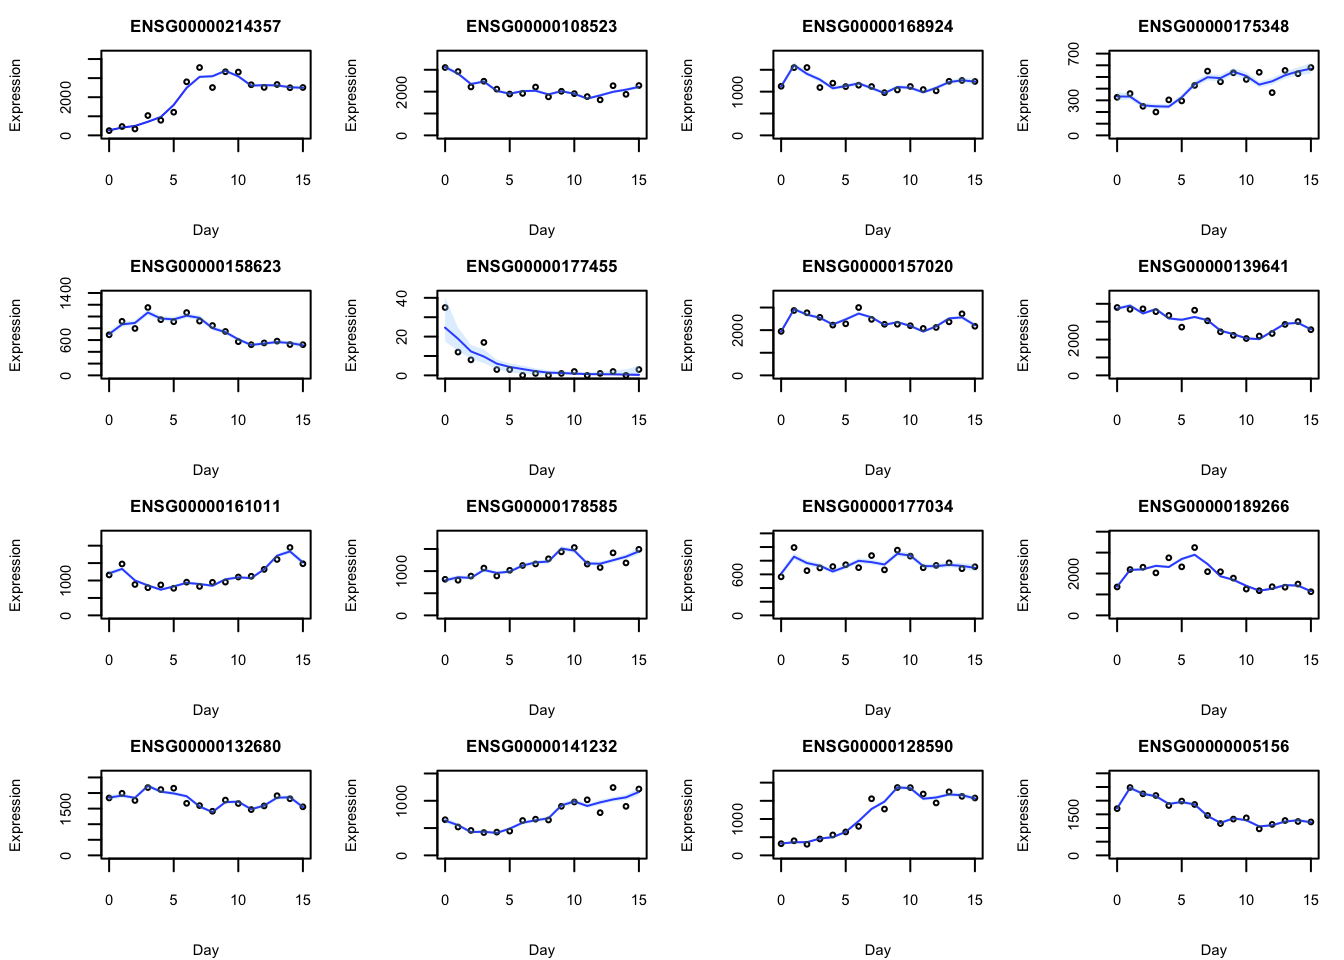 ENSG00000214357 ENSG00000108523 ENSG00000168924 ENSG00000175348
Expression 0 2000 Expression 0 2000 Expression 0 1000 Expression 0 300 700
0 5 10 15 0 5 10 15 0 5 10 15 0 5 10 15
Day Day Day Day
ENSG00000158623 ENSG00000177455 ENSG00000157020 ENSG00000139641
Expression 0 600 1400 Expression 0 20 40 Expression 0 2000 Expression 0 2000
0 5 10 15 0 5 10 15 0 5 10 15 0 5 10 15
Day Day Day Day
ENSG00000161011 ENSG00000178585 ENSG00000177034 ENSG00000189266
Expression 0 1000 Expression 0 1000 Expression 0 600 Expression 0 2000
0 5 10 15 0 5 10 15 0 5 10 15 0 5 10 15
Day Day Day Day
ENSG00000132680 ENSG00000141232 ENSG00000128590 ENSG00000005156
Expression 0 1500 Expression 0 1000 Expression 0 1000 Expression 0 1500
0 5 10 15 0 5 10 15 0 5 10 15 0 5 10 15
Day Day Day Day